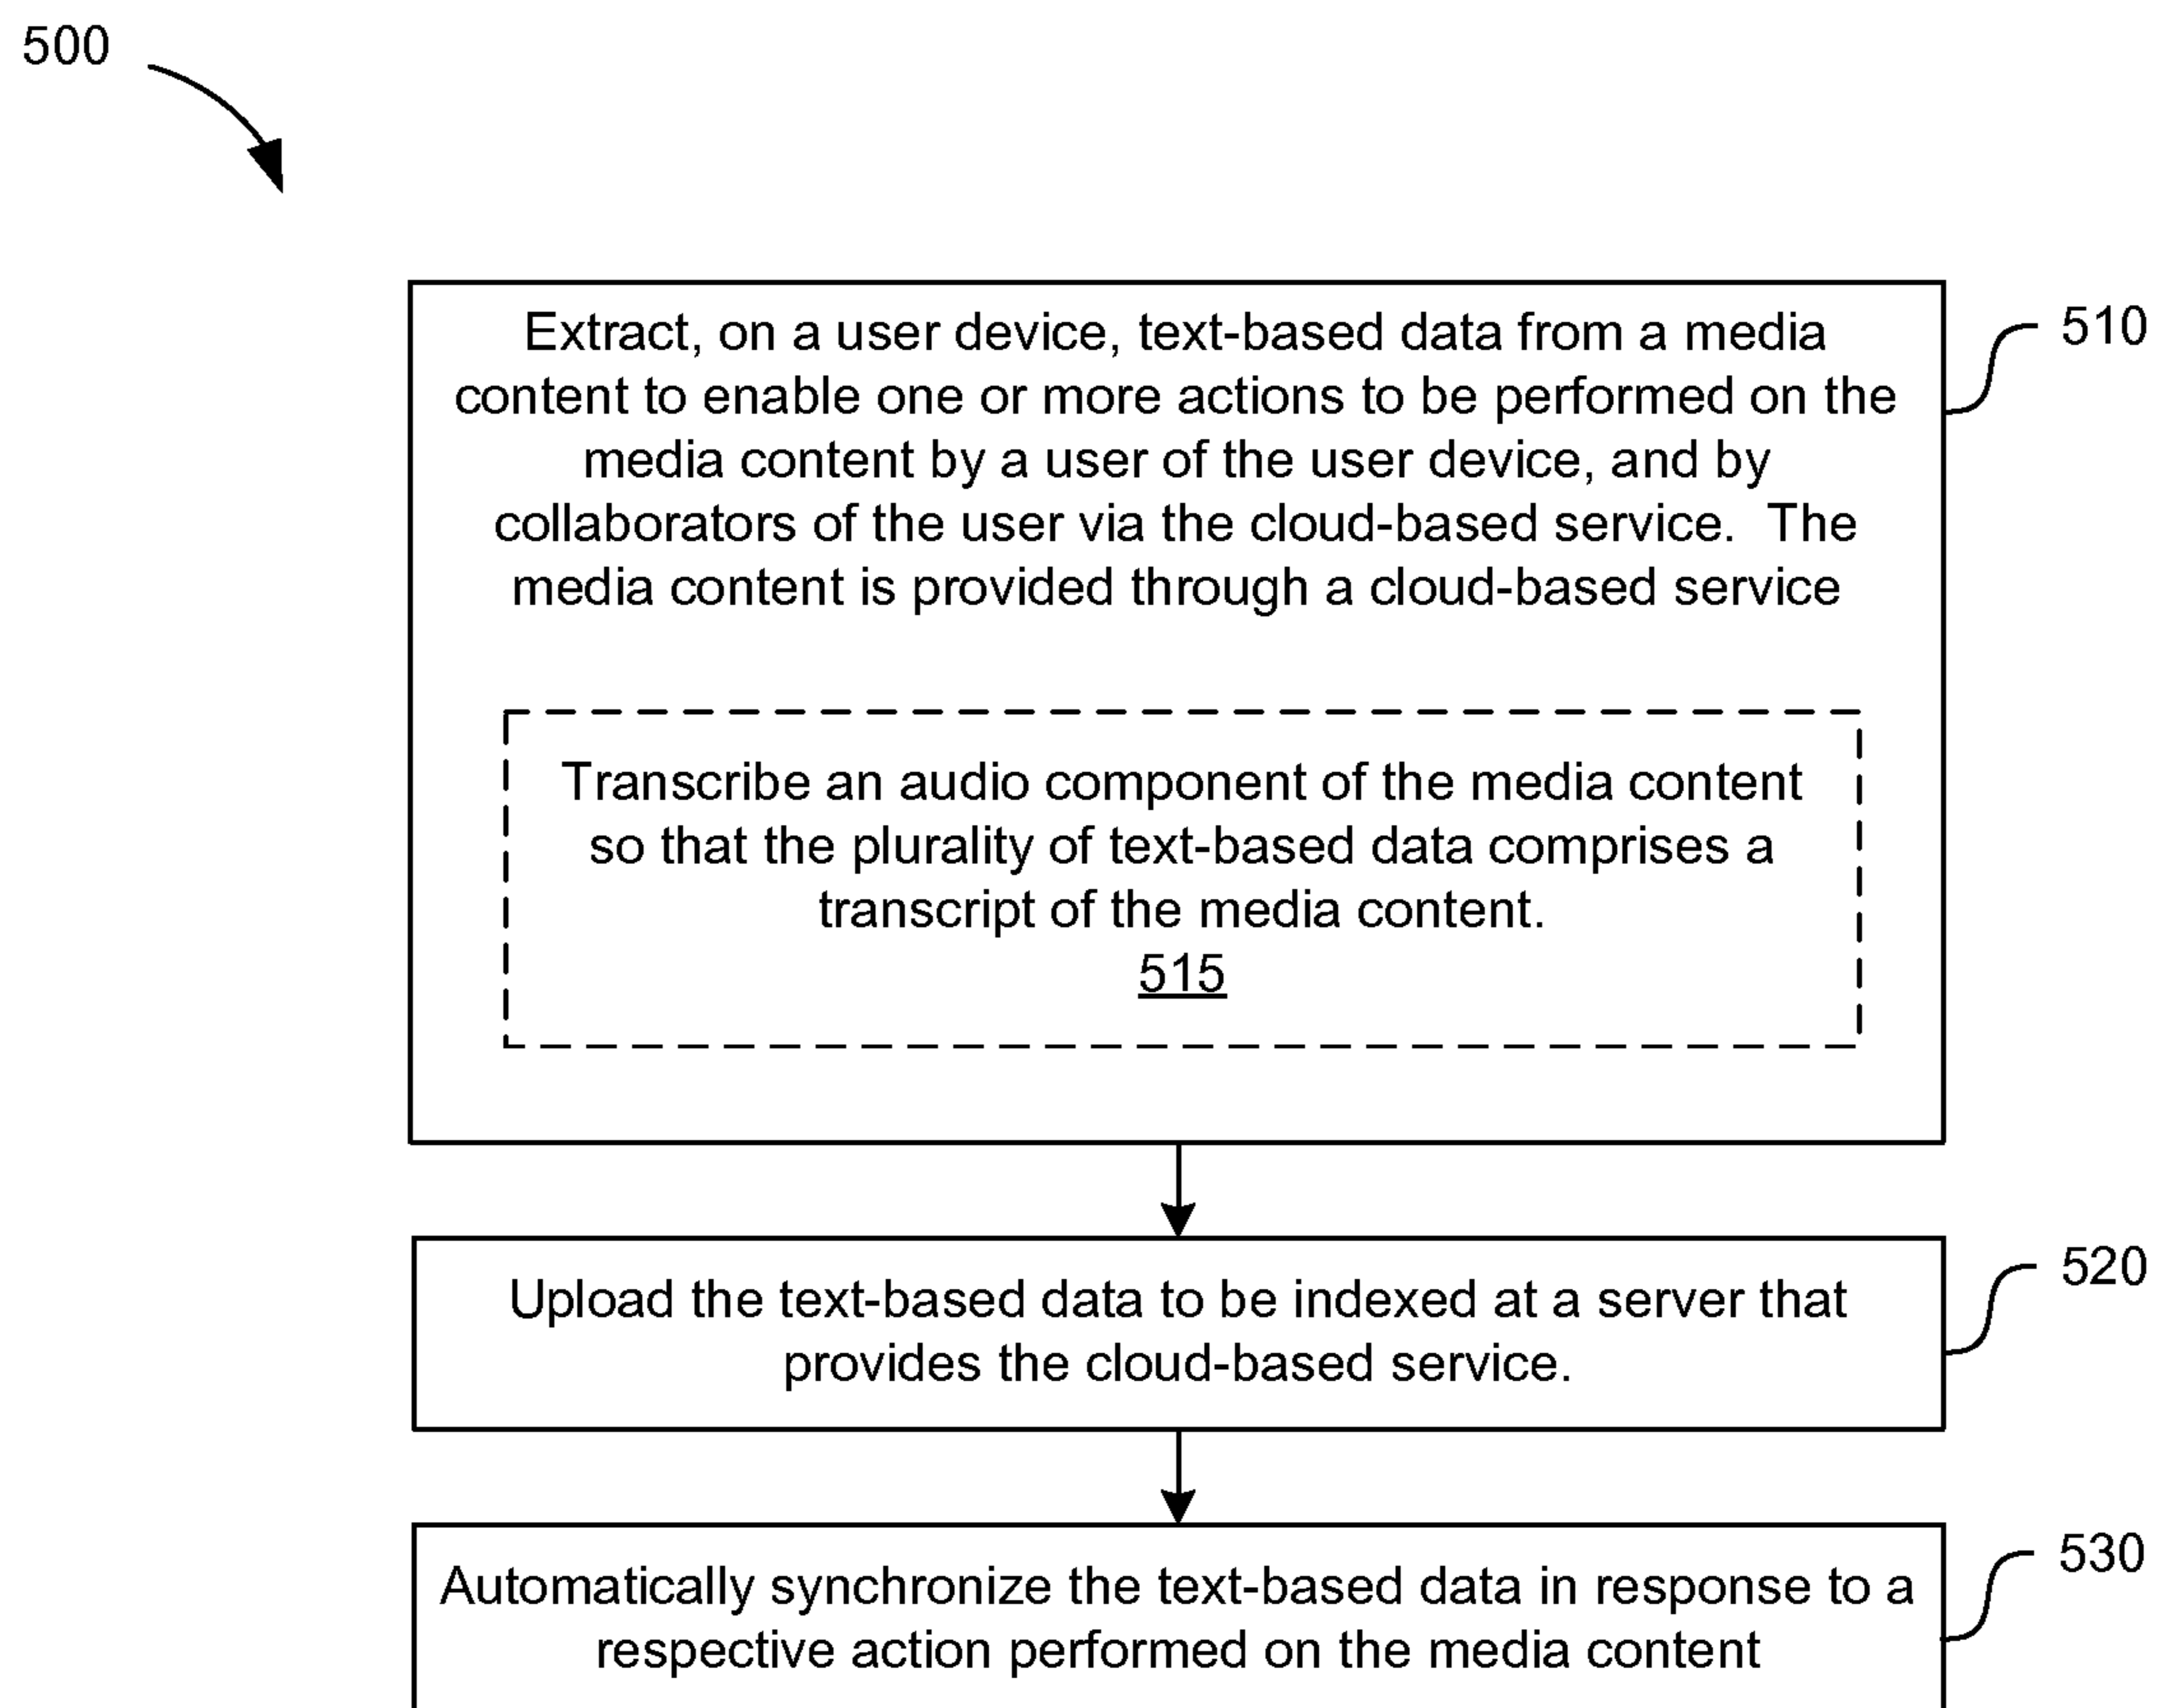 500
Extract, on a user device, text-based data from a media
content to enable one or more actions to be performed on the
media content by a user of the user device, and by
collaborators of the user via the cloud-based service.  The
media content is provided through a cloud-based service
510
Transcribe an audio component of the media content
so that the plurality of text-based data comprises a
transcript of the media content.
515
Upload the text-based data to be indexed at a server that
provides the cloud-based service.
520
Automatically synchronize the text-based data in response to a
respective action performed on the media content
530